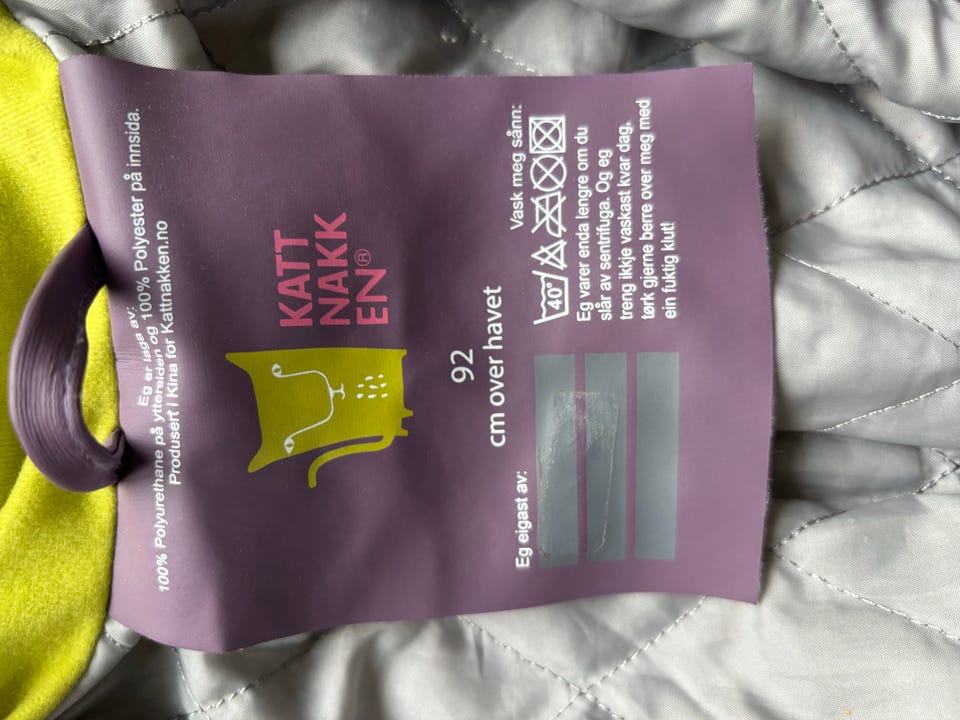 Eg er laga av:
100% Polyurethane på yttersiden og 100% Polyester på innsida.
Produsert i Kina for Kattnakken.no
KATT
NAKK
EN®
92
cm over havet
Eg eigast av:
Vask meg sånn:
40°
Eg varer enda lengre om du
slår av sentrifuga. Og eg
treng ikkje vaskast kvar dag,
tørk gjerne berre over meg med
ein fuktig klut!